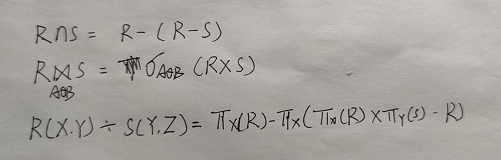 R∩S = R-(R-S)
R⋈S = σAθB (R×S)
AθB
R(X,Y)÷S(Y,Z)= πx(R)-πx(πx(R)×πY(S)-R)